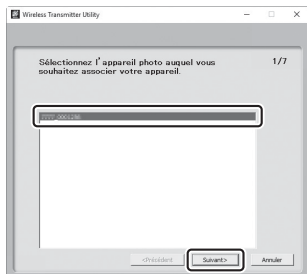 Wireless Transmitter Utility
Sélectionnez l'appareil photo auquel vous
souhaitez associer votre appareil.
1/7
<Précédent
Suivant>
Annuler